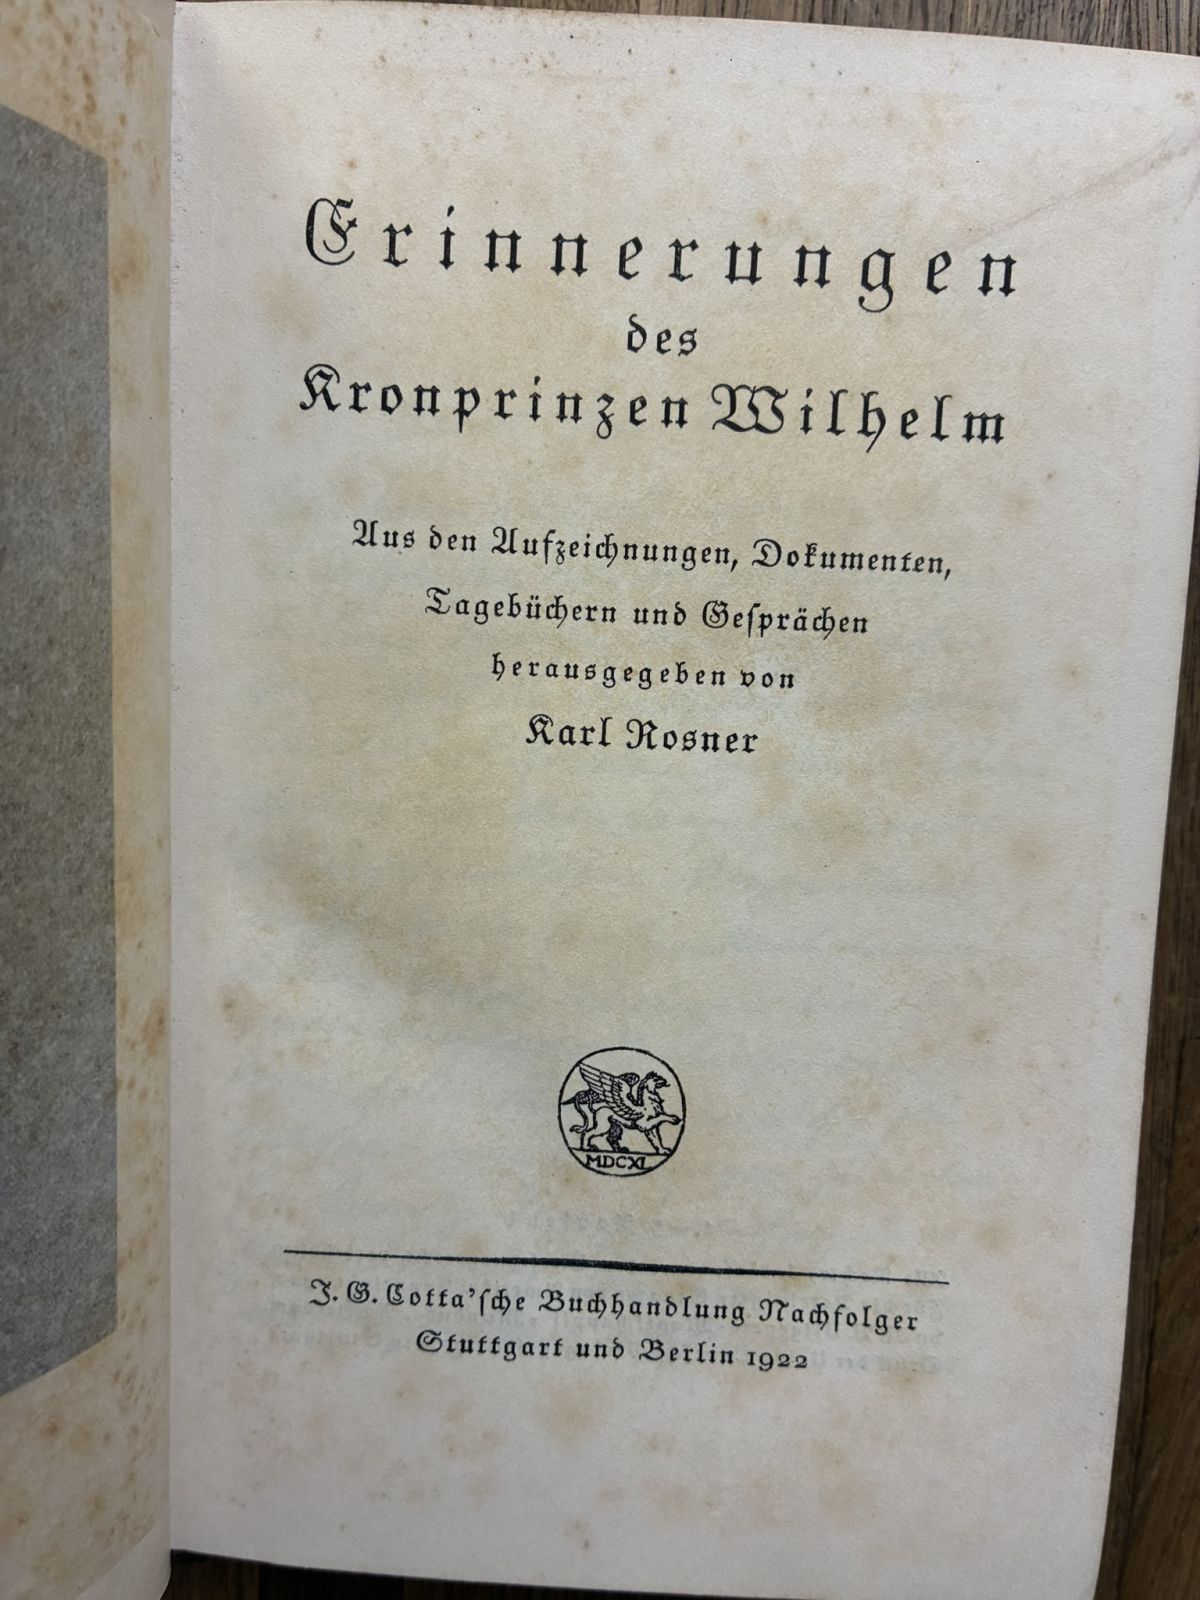 Erinnerungen
des
Kronprinzen Wilhelm
Aus den Aufzeichnungen, Dokumenten,
Tagebüchern und Gesprächen
herausgegeben von
Karl Rosner
MDCXL
J. G. Cotta'sche Buchhandlung Nachfolger
Stuttgart und Berlin 1922